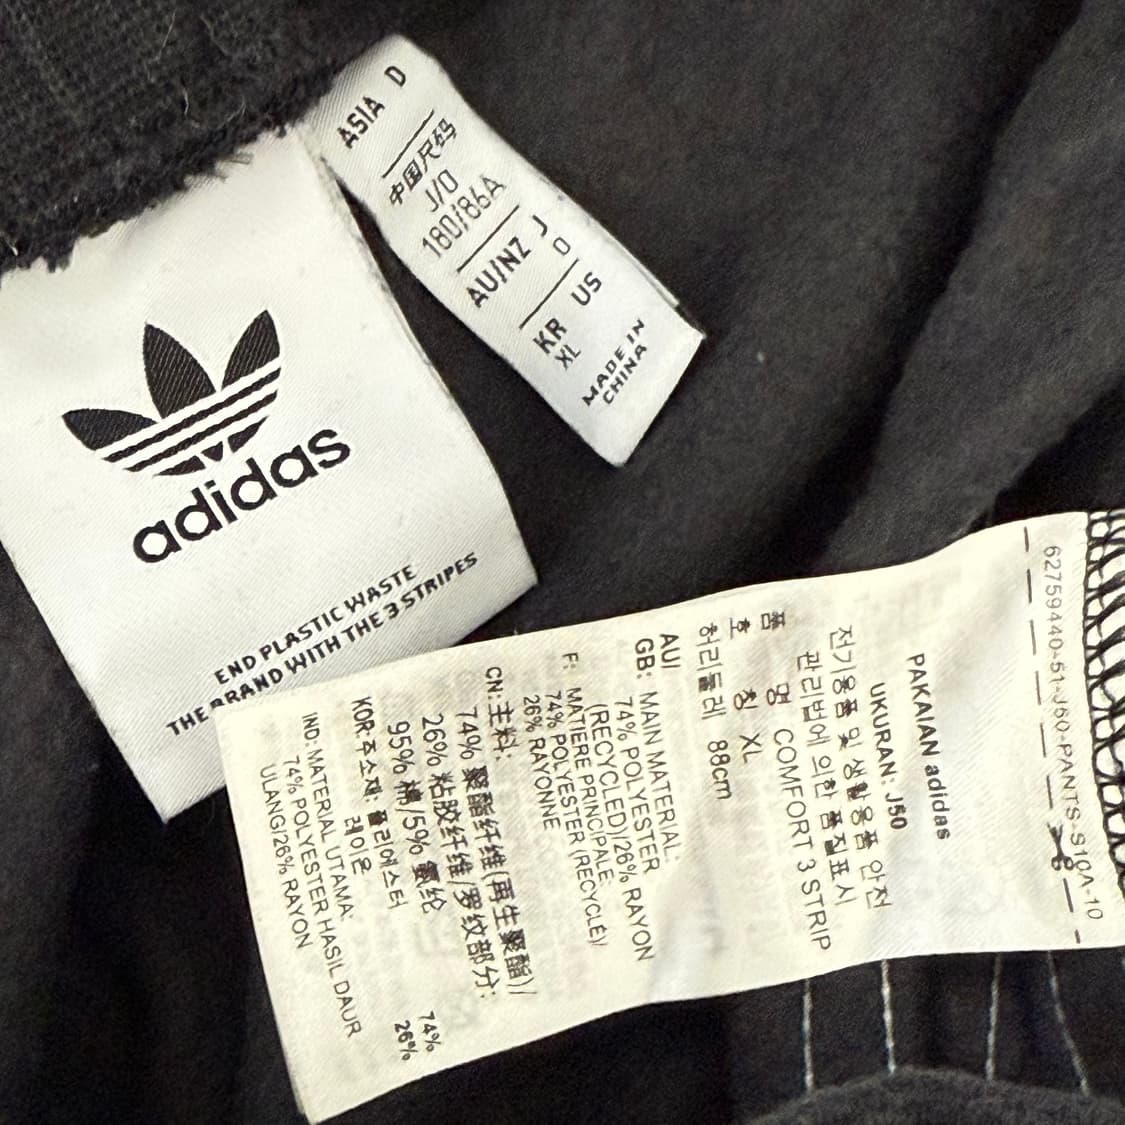 adidas
END PLASTIC WASTE
THE BRAND WITH THE 3 STRIPES
ASIA D
中国尺码
J/O
180/86A
AU/NZ J
O
KR US
XL
MADE IN
CHINA
62759440-51-J50-PANTS-S10A-10
PAKAIAN adidas
UKURAN: J50
전기용품 및 생활용품 안전
관리법에 의한 품질표시
품 명 COMFORT 3 STRIP
호 칭 XL
허리둘레 88cm
AU/
GB: MAIN MATERIAL:
74% POLYESTER
(RECYCLED)/26% RAYON
F: MATIERE PRINCIPALE:
74% POLYESTER (RECYCLE)/
26% RAYONNE
CN:主料:
74% 聚酯纤维(再生聚酯)/
26% 粘胶纤维/罗纹部分:
95% 棉/5% 氨纶
KOR 주소재: 폴리에스터 74%
레이온 26%
IND: MATERIAL UTAMA:
74% POLYESTER HASIL DAUR
ULANG/26% RAYON